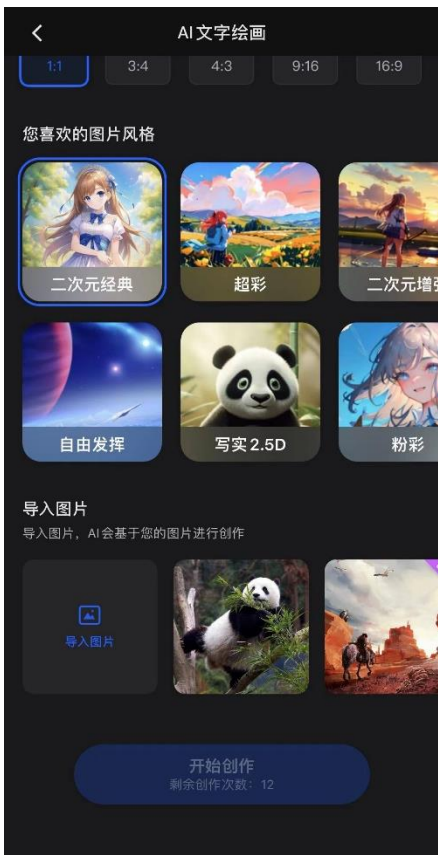 AI文字绘画
1:1 3:4 4:3 9:16 16:9
您喜欢的图片风格
二次元经典 超彩 二次元增
自由发挥 写实2.5D 粉彩
导入图片
导入图片，AI会基于您的图片进行创作
导入图片
开始创作
剩余创作次数：12